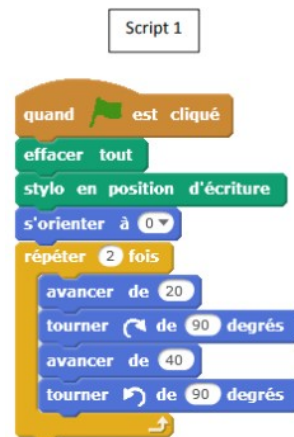 Script 1
quand est cliqué
effacer tout
stylo en position d'écriture
s'orienter à 0
répéter 2 fois
avancer de 20
tourner de 90 degrés
avancer de 40
tourner de 90 degrés